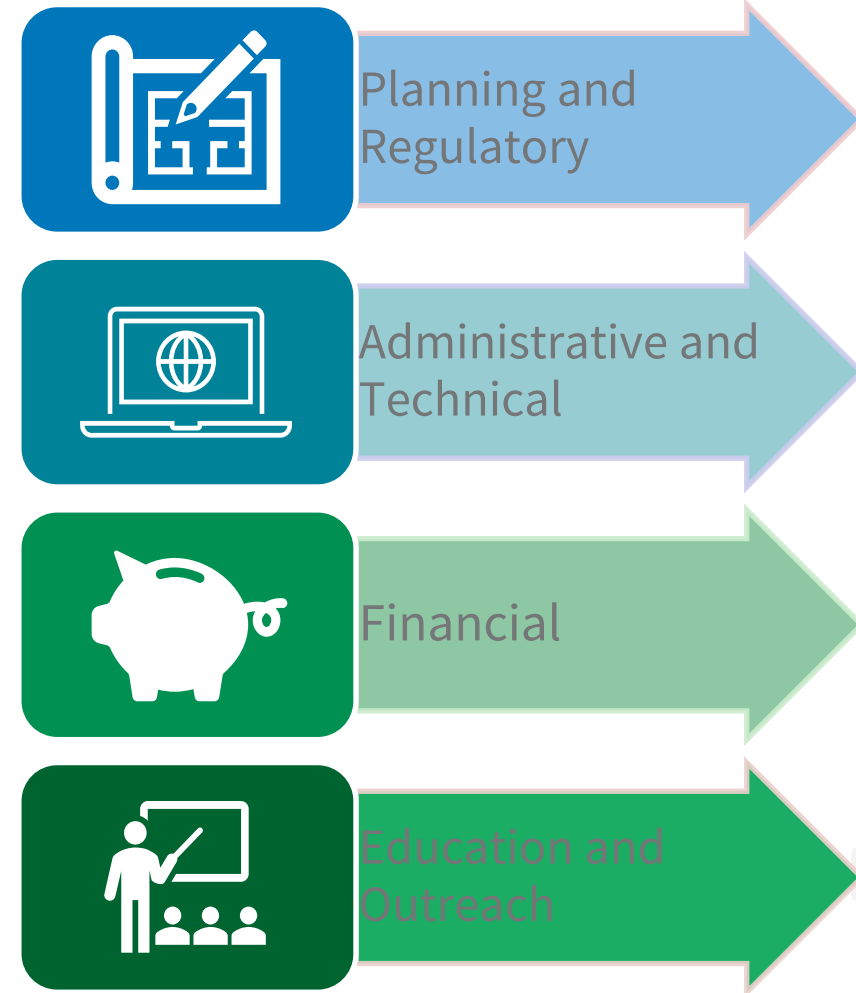 Planning and
Regulatory
Administrative and
Technical
Financial
Education and
Outreach